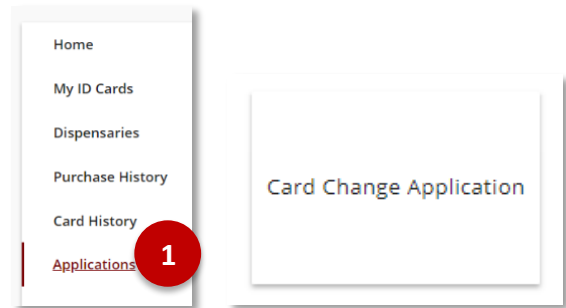 Home
My ID Cards
Dispensaries
Purchase History
Card History
Applications
1
Card Change Application